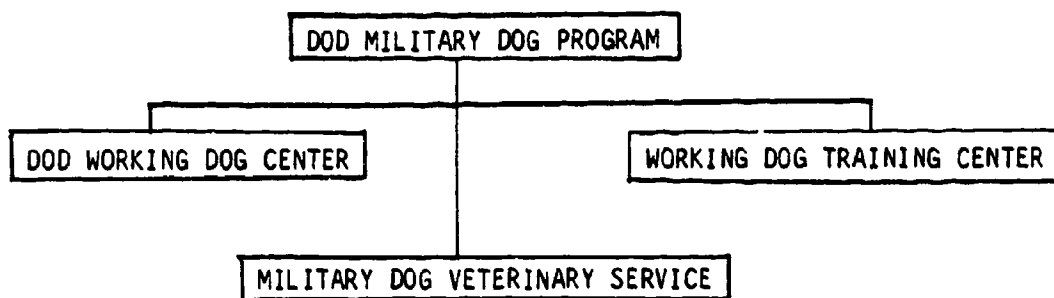 DOD MILITARY DOG PROGRAM
DOD WORKING DOG CENTER
WORKING DOG TRAINING CENTER
MILITARY DOG VETERINARY SERVICE